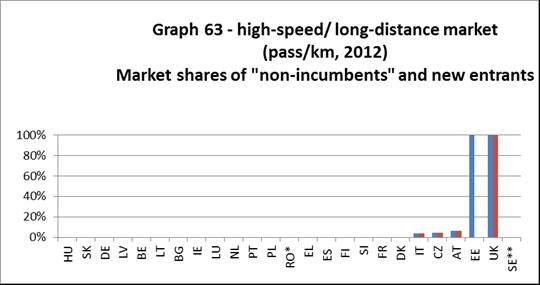 Graph 63 - high-speed/ long-distance market
(pass/km, 2012)
Market shares of "non-incumbents" and new entrants
100%
80%
60%
40%
20%
0%
HU SK DE LV BE LT BG IE LU NL PT PL RO* EL ES FI SI FR DK IT CZ AT EE UK SE**